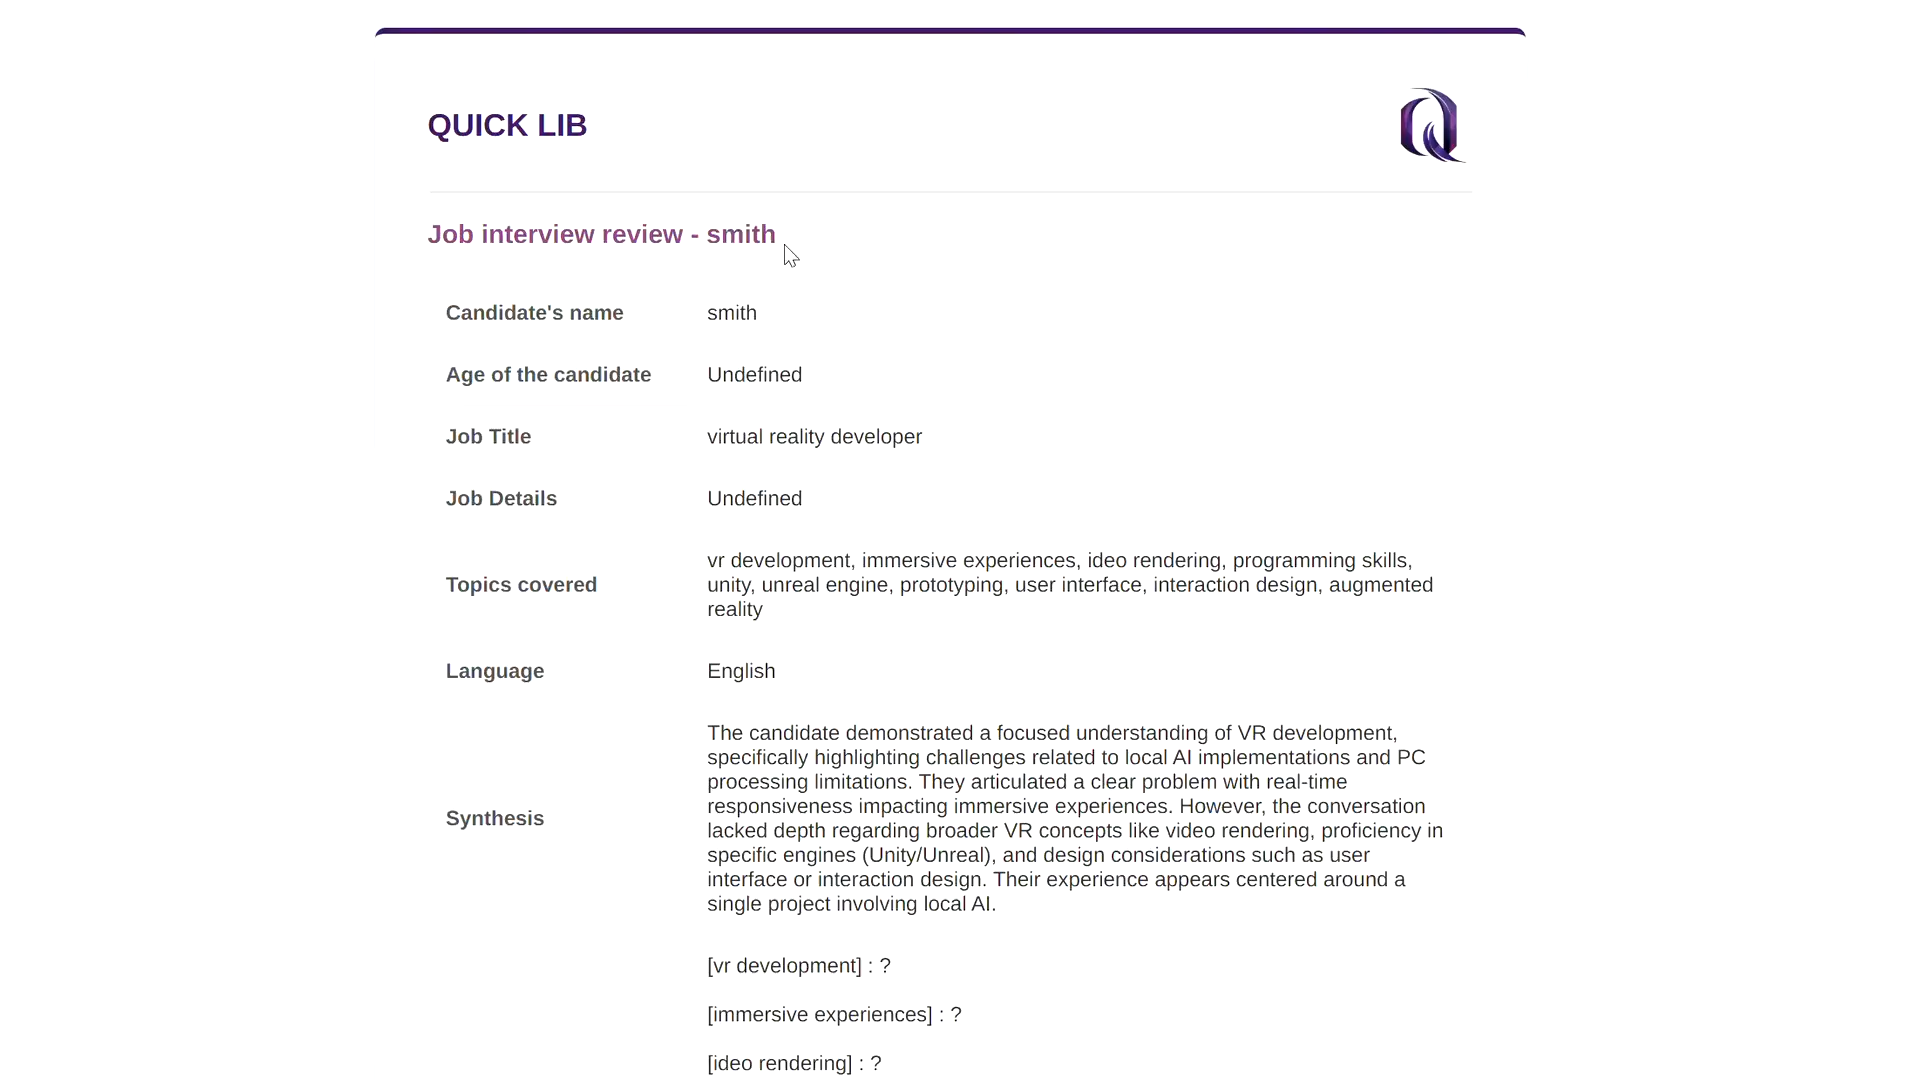 QUICK LIB
Job interview review - smith
Candidate's name smith
Age of the candidate Undefined
Job Title virtual reality developer
Job Details Undefined
Topics covered
vr development, immersive experiences, ideo rendering, programming skills,
unity, unreal engine, prototyping, user interface, interaction design, augmented
reality
Language English
Synthesis
The candidate demonstrated a focused understanding of VR development,
specifically highlighting challenges related to local AI implementations and PC
processing limitations. They articulated a clear problem with real-time
responsiveness impacting immersive experiences. However, the conversation
lacked depth regarding broader VR concepts like video rendering, proficiency in
specific engines (Unity/Unreal), and design considerations such as user
interface or interaction design. Their experience appears centered around a
single project involving local AI.
[vr development] : ?
[immersive experiences] : ?
[ideo rendering] : ?